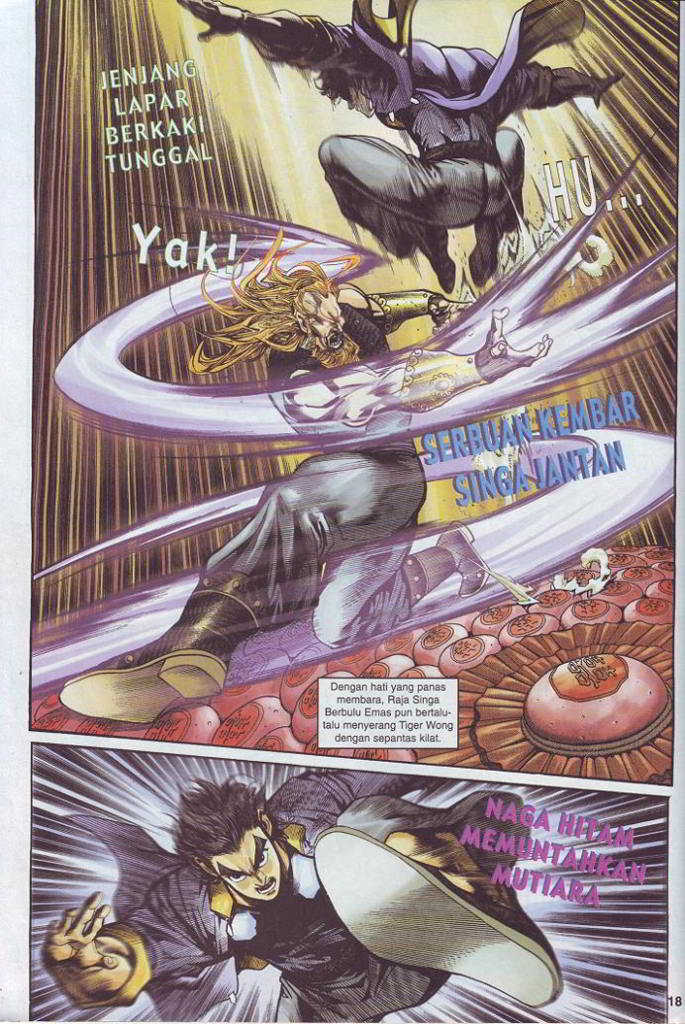 JENJANG
LAPAR
BERKAKI
TUNGGAL
Yak!
HU...
SERBUAN KEMBAR
SINGA JANTAN
Dengan hati yang panas
membara, Raja Singa
Berbulu Emas pun bertalu-
talu menyerang Tiger Wong
dengan sepantas kilat.
NAGA HITAM
MEMUNTAHKAN
MUTIARA
18